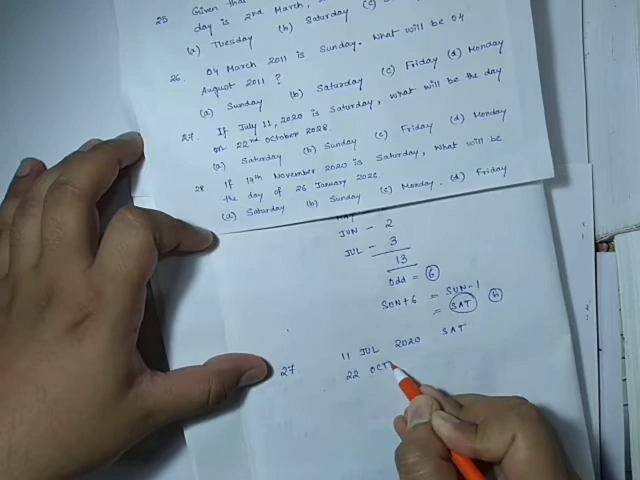 25 Given that
day is 2nd March, 2
(a) Tuesday (b) Saturday (c) S
26. 04 March 2011 is Sunday. What will be 04
August 2011 ?
(a) Sunday (b) Saturday (c) Friday (d) Monday
27. If July 11, 2020 is Saturday, what will be the day
on 22nd October 2028.
(a) Saturday (b) Sunday (c) Friday (d) Monday
28. If 14th November 2020 is Saturday, What will be
the day of 26 January 2026
(a) Saturday (b) Sunday (c) Monday. (d) Friday
MAY
JUN - 2
JUL - 3
13
Odd = 6
SUN+6 = SUN-1
= SAT (b)
27. 11 JUL 2020 SAT
22 OCT